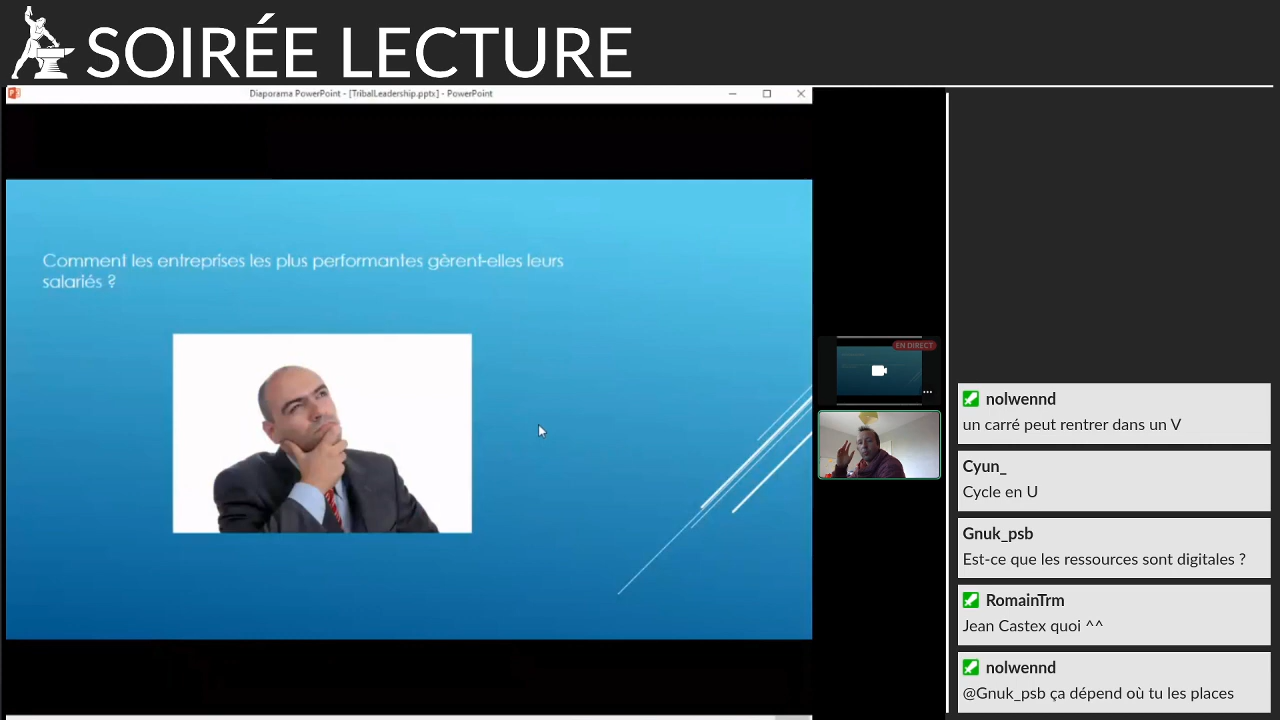 SOIRÉE LECTURE
Diaporama PowerPoint - [TribalLeadership.pptx] - PowerPoint
Comment les entreprises les plus performantes gèrent-elles leurs
salariés ?
EN DIRECT
nolwennd
un carré peut rentrer dans un V
Cyun_
Cycle en U
Gnuk_psb
Est-ce que les ressources sont digitales ?
RomainTrm
Jean Castex quoi ^^
nolwennd
@Gnuk_psb ça dépend où tu les places